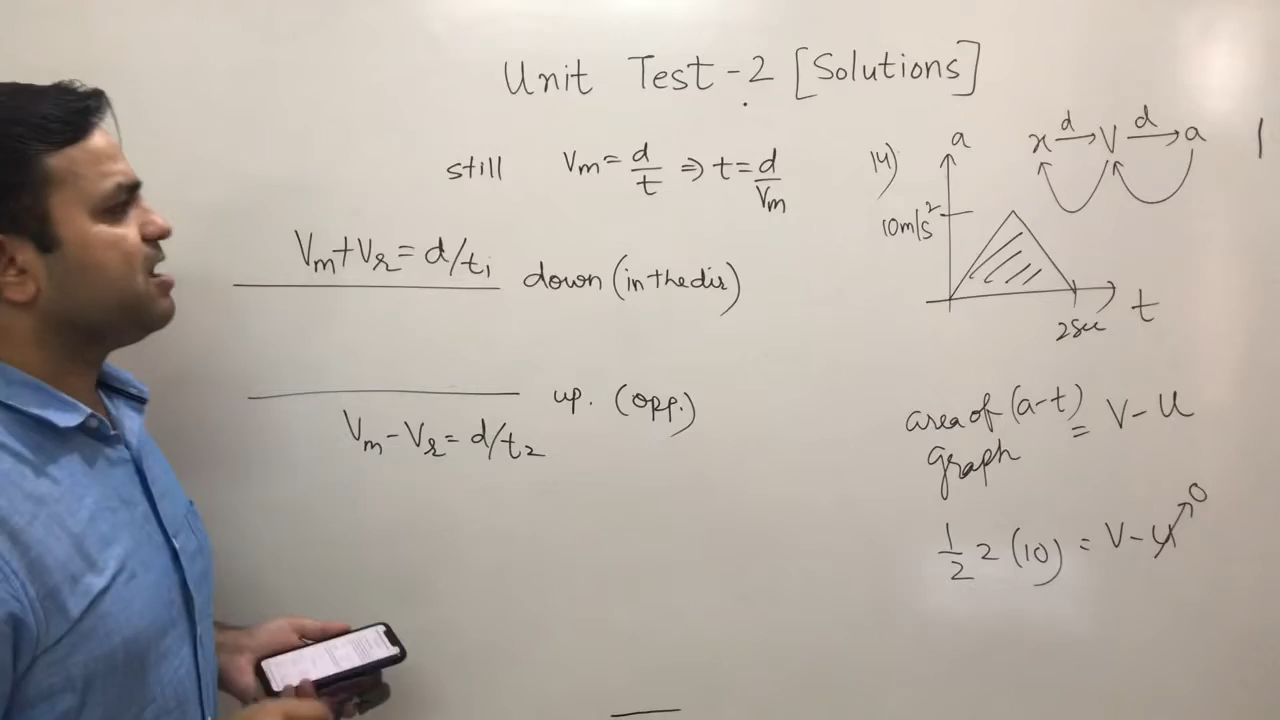 Unit Test-2 [Solutions]
still Vm = d/t ⇒ t = d/Vm
Vm+Vr = d/t1 down (in the dir)
up. (opp.)
Vm-Vr = d/t2
14)
a
x d→ V d→ a
10m/s²
2sec t
area of (a-t) = V-U
graph
1/2 2 (10) = V-U 0